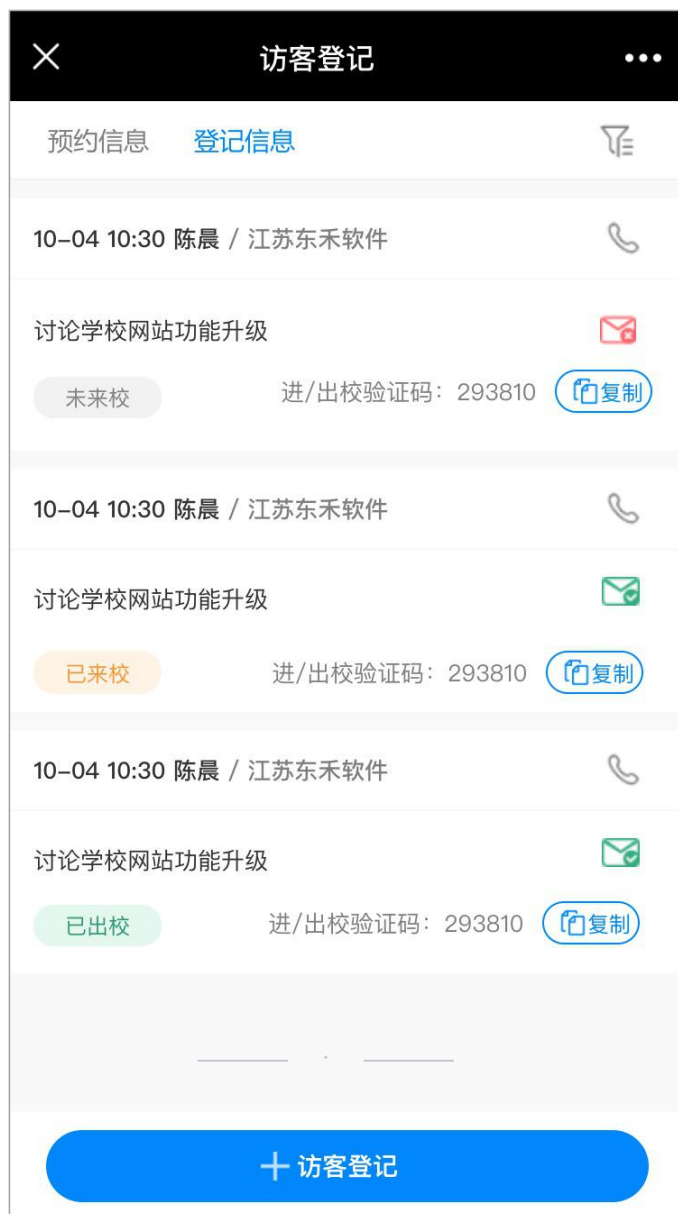 访客登记
预约信息 登记信息
10-04 10:30 陈晨 / 江苏东禾软件
讨论学校网站功能升级
未来校 进/出校验证码：293810 复制
10-04 10:30 陈晨 / 江苏东禾软件
讨论学校网站功能升级
已来校 进/出校验证码：293810 复制
10-04 10:30 陈晨 / 江苏东禾软件
讨论学校网站功能升级
已出校 进/出校验证码：293810 复制
访客登记